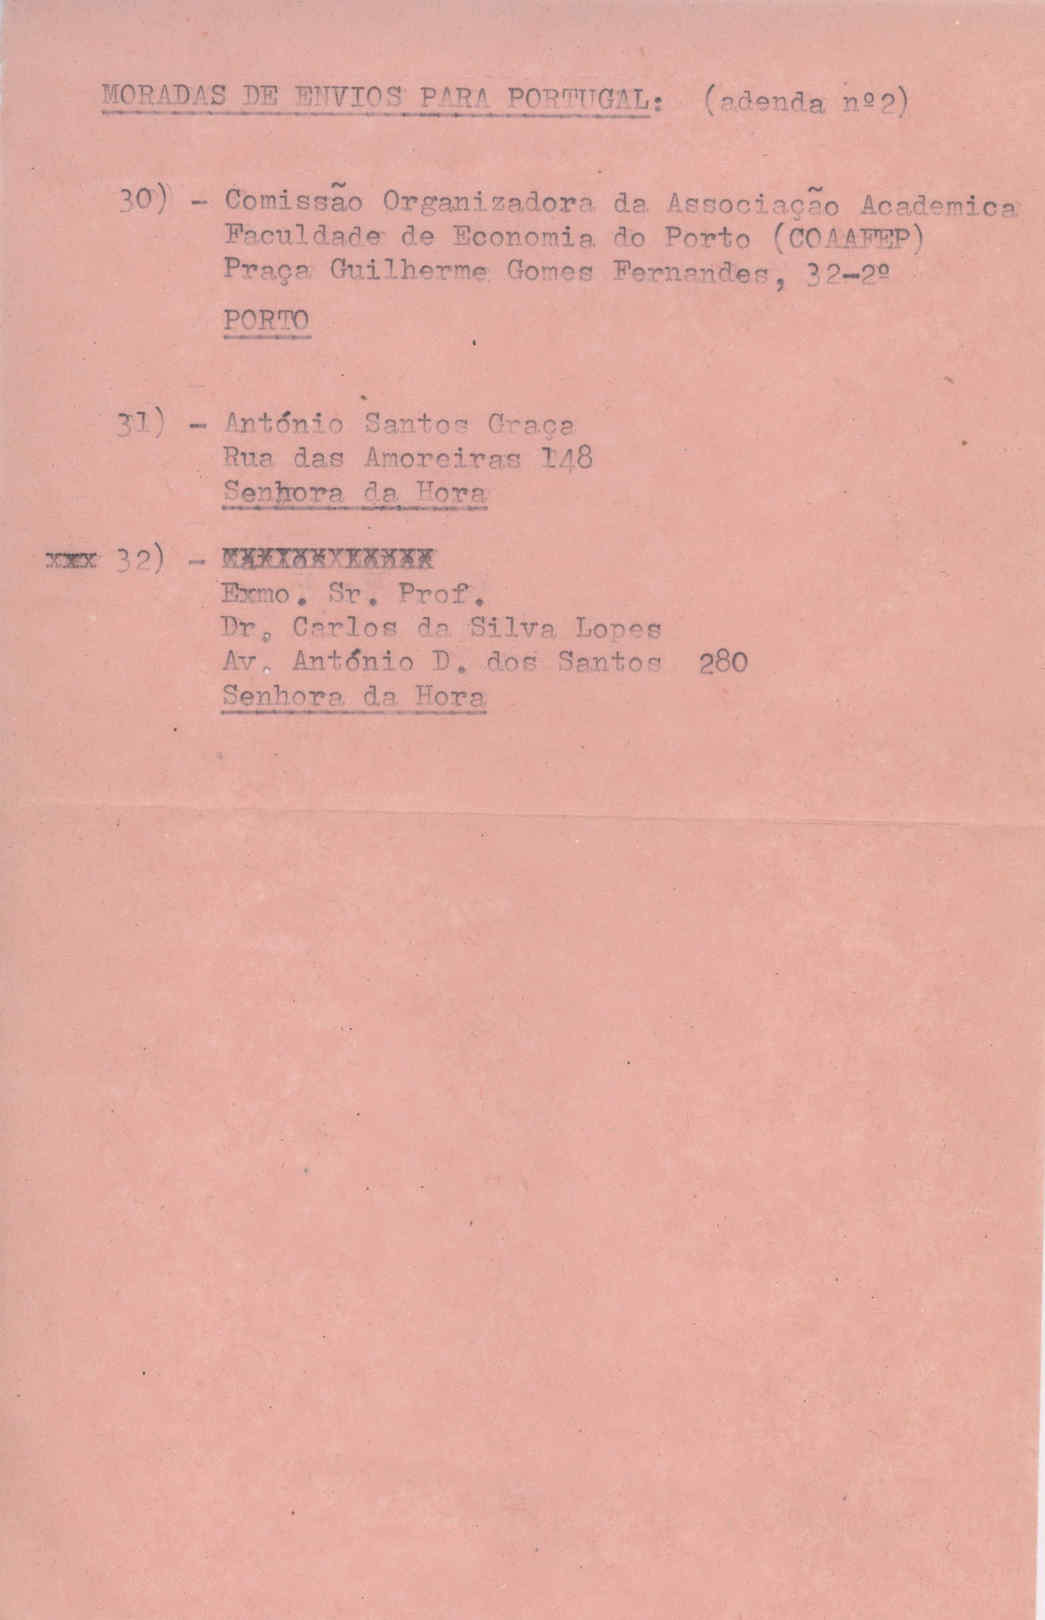 MORADAS DE ENVIOS PARA PORTUGAL: (adenda nº2)
30) - Comissão Organizadora da Associação Academica
Faculdade de Economia do Porto (COAAFEP)
Praça Guilherme Gomes Fernandes, 32-2º
PORTO
31) - António Santos Graça
Rua das Amoreiras 148
Senhora da Hora
xxx 32) -
Exmo. Sr. Prof.
Dr. Carlos da Silva Lopes
Av. António D. dos Santos 280
Senhora da Hora